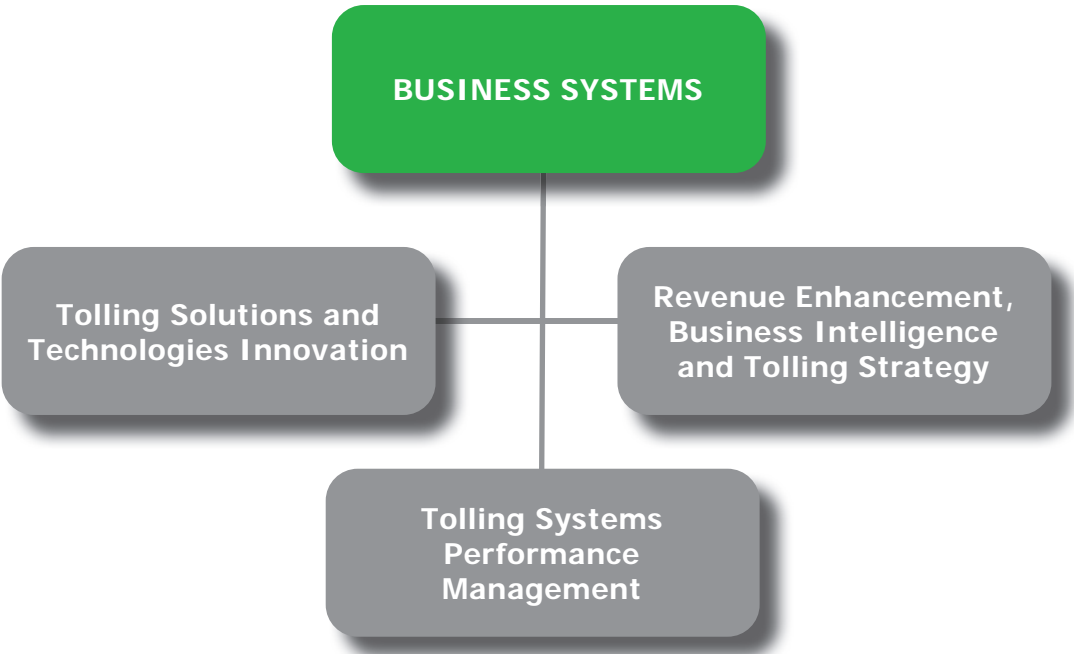 BUSINESS SYSTEMS
Tolling Solutions and
Technologies Innovation
Revenue Enhancement,
Business Intelligence
and Tolling Strategy
Tolling Systems
Performance
Management